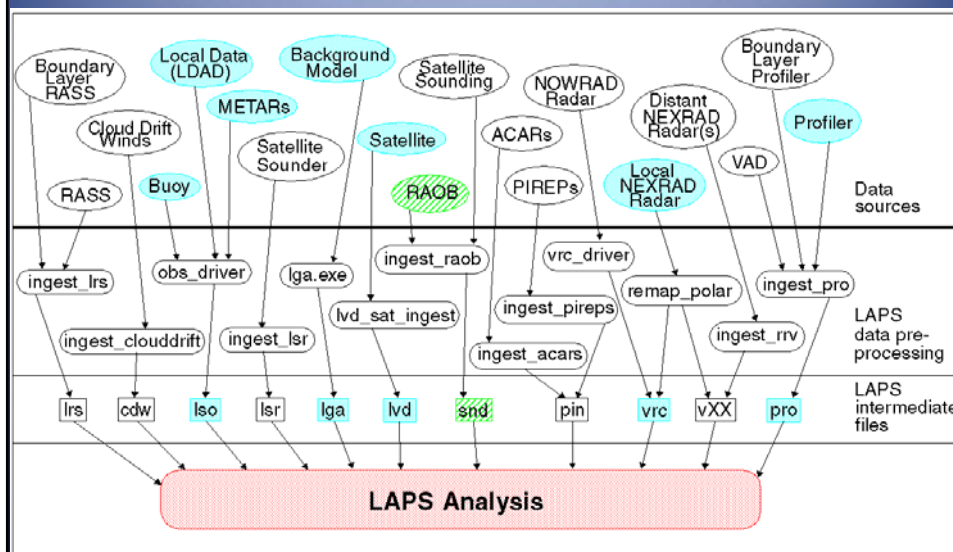 Boundary
Layer
RASS
Local Data
(LDAD)
Background
Model
Satellite
Sounding
NOWRAD
Radar
Boundary
Layer
Profiler
Cloud Drift
Winds
METARs
Satellite
Sounder
Satellite
ACARs
Distant
NEXRAD
Radar(s)
Profiler
RASS
Buoy
RAOB
PIREPs
Local
NEXRAD
Radar
VAD
Data
sources
ingest_lrs
obs_driver
lga.exe
ingest_raob
vrc_driver
remap_polar
ingest_pro
ingest_clouddrift
ingest_lsr
lvd_sat_ingest
ingest_pireps
ingest_acars
ingest_rrv
LAPS
data pre-
processing
lrs
cdw
lso
lsr
lga
lvd
snd
pin
vrc
vXX
pro
LAPS
intermediate
files
LAPS Analysis